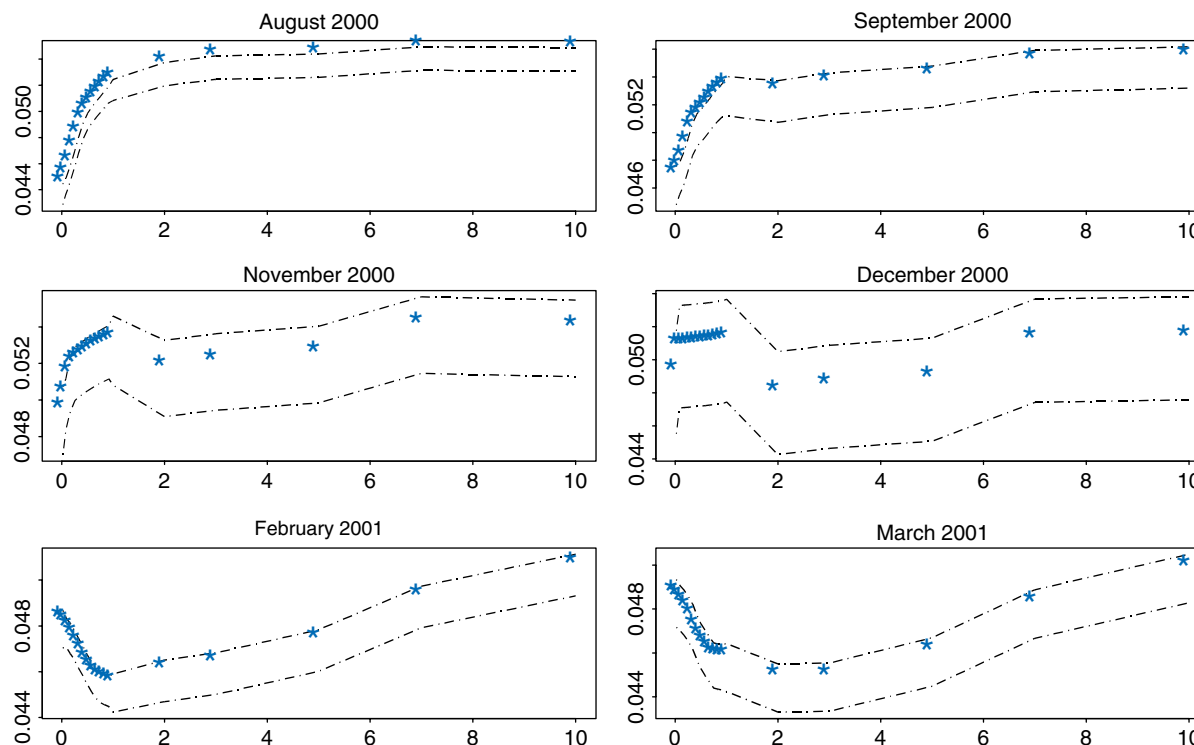 August 2000
0.050
0.044
0 2 4 6 8 10
September 2000
0.052
0.046
0 2 4 6 8 10
November 2000
0.052
0.048
0 2 4 6 8 10
December 2000
0.050
0.044
0 2 4 6 8 10
February 2001
0.048
0.044
0 2 4 6 8 10
March 2001
0.048
0.044
0 2 4 6 8 10